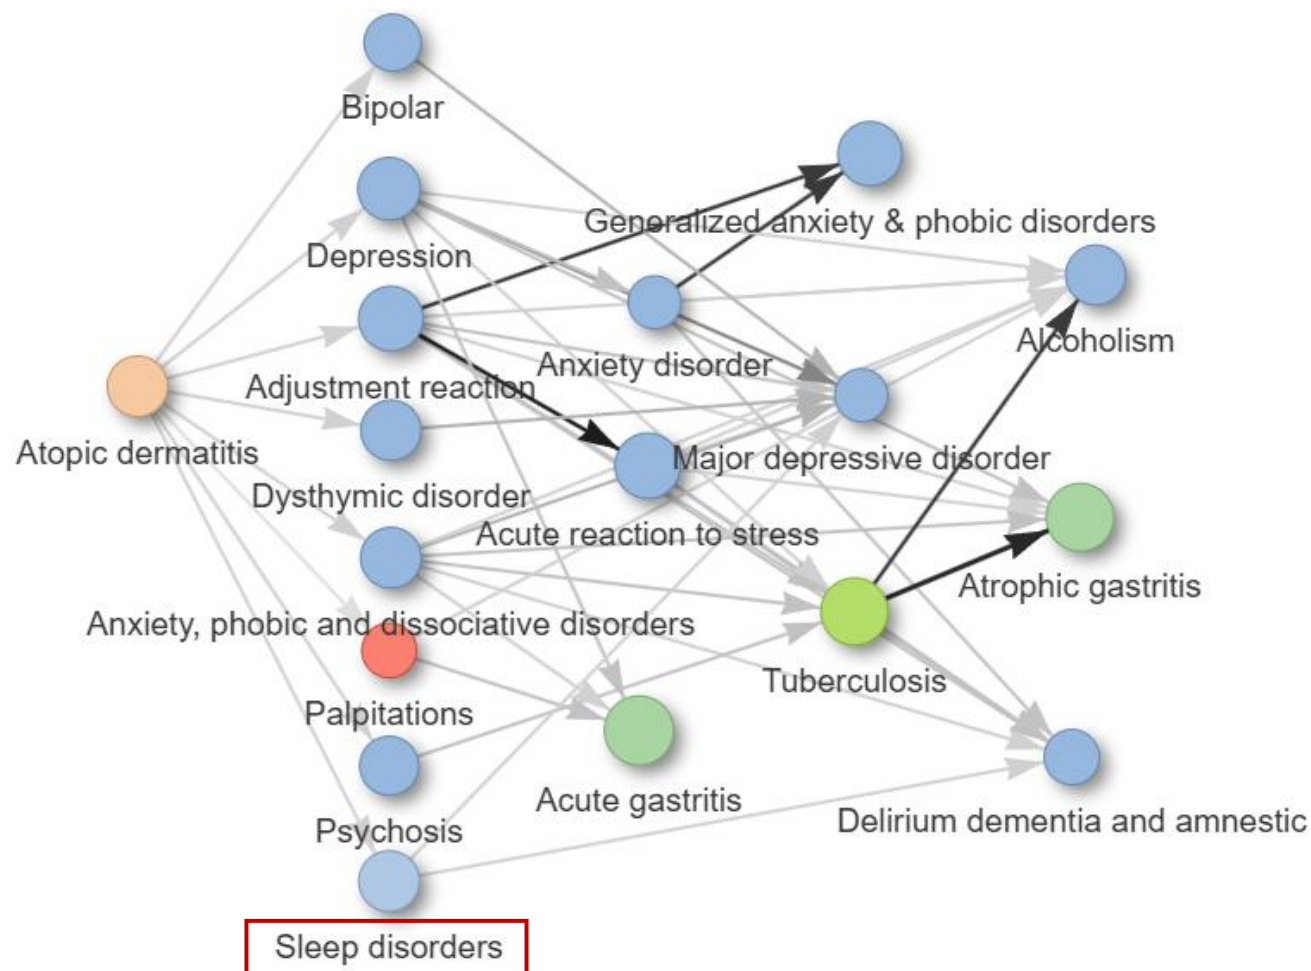 Bipolar
Generalized anxiety & phobic disorders
Depression
Alcoholism
Anxiety disorder
Adjustment reaction
Atopic dermatitis
Major depressive disorder
Dysthymic disorder
Acute reaction to stress
Atrophic gastritis
Anxiety, phobic and dissociative disorders
Tuberculosis
Palpitations
Acute gastritis
Delirium dementia and amnestic
Psychosis
Sleep disorders